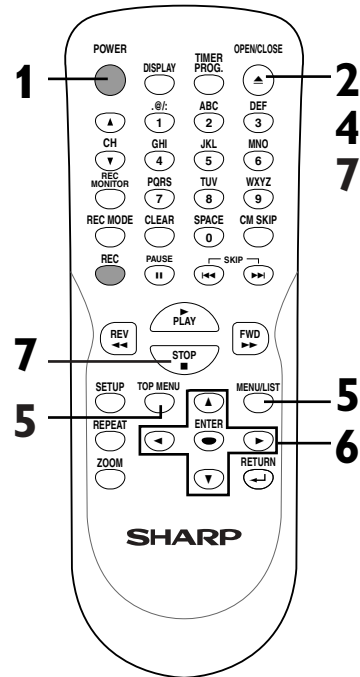 POWER
DISPLAY
TIMER
PROG.
OPEN/CLOSE
1
2
.@/:
ABC
DEF
1
2
3
4
CH
GHI
JKL
MNO
4
5
6
7
REC
MONITOR
PQRS
TUV
WXYZ
7
8
9
REC MODE
CLEAR
SPACE
CM SKIP
0
REC
PAUSE
SKIP
PLAY
REV
FWD
7
STOP
SETUP
TOP MENU
MENU/LIST
5
5
REPEAT
ENTER
6
ZOOM
RETURN
SHARP